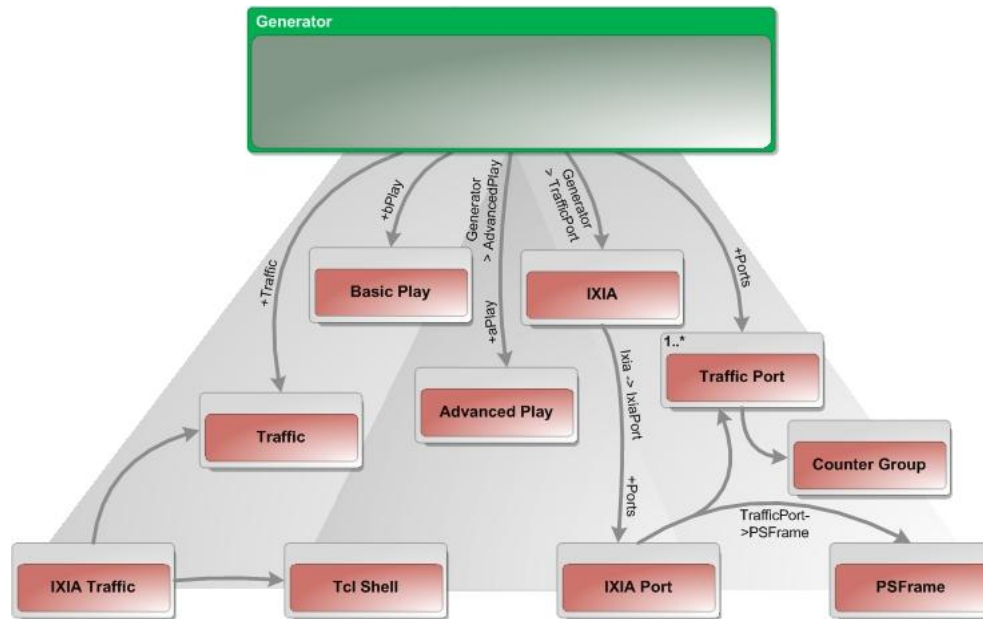 Generator
+bPlay
Generator
> AdvancedPlay
Generator
> TrafficPort
+Traffic
+Ports
Basic Play
IXIA
+aPlay
1..*
Traffic Port
Ixia -> IxiaPort
Advanced Play
Traffic
Counter Group
+Ports
TrafficPort-
>PSFrame
IXIA Traffic
Tcl Shell
IXIA Port
PSFrame